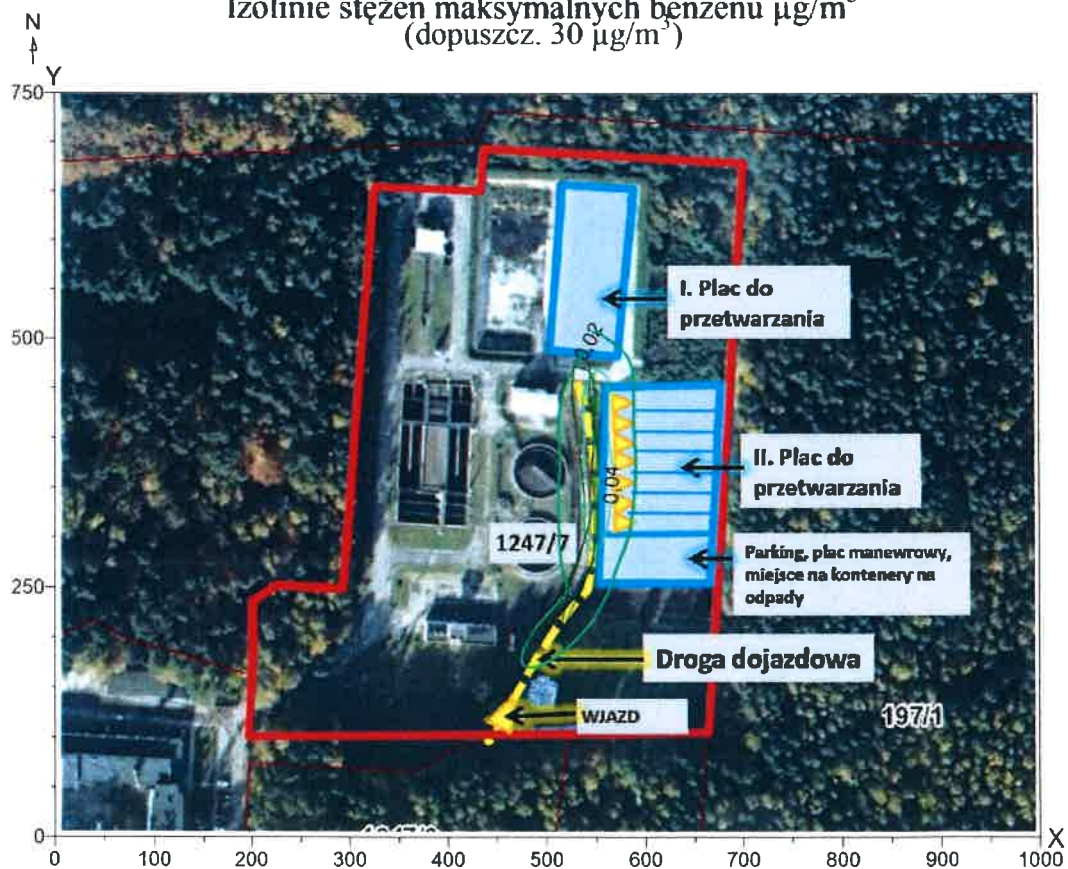 Izolinie stężeń maksymalnych benzenu µg/m³
(dopuszcz. 30 µg/m³)
N
Y
750
500
250
0
I. Plac do
przetwarzania
0,02
II. Plac do
przetwarzania
0,04
1247/7
Parking, plac manewrowy,
miejsce na kontenery na
odpady
Droga dojazdowa
WJAZD
197/1
0 100 200 300 400 500 600 700 800 900 1000
X